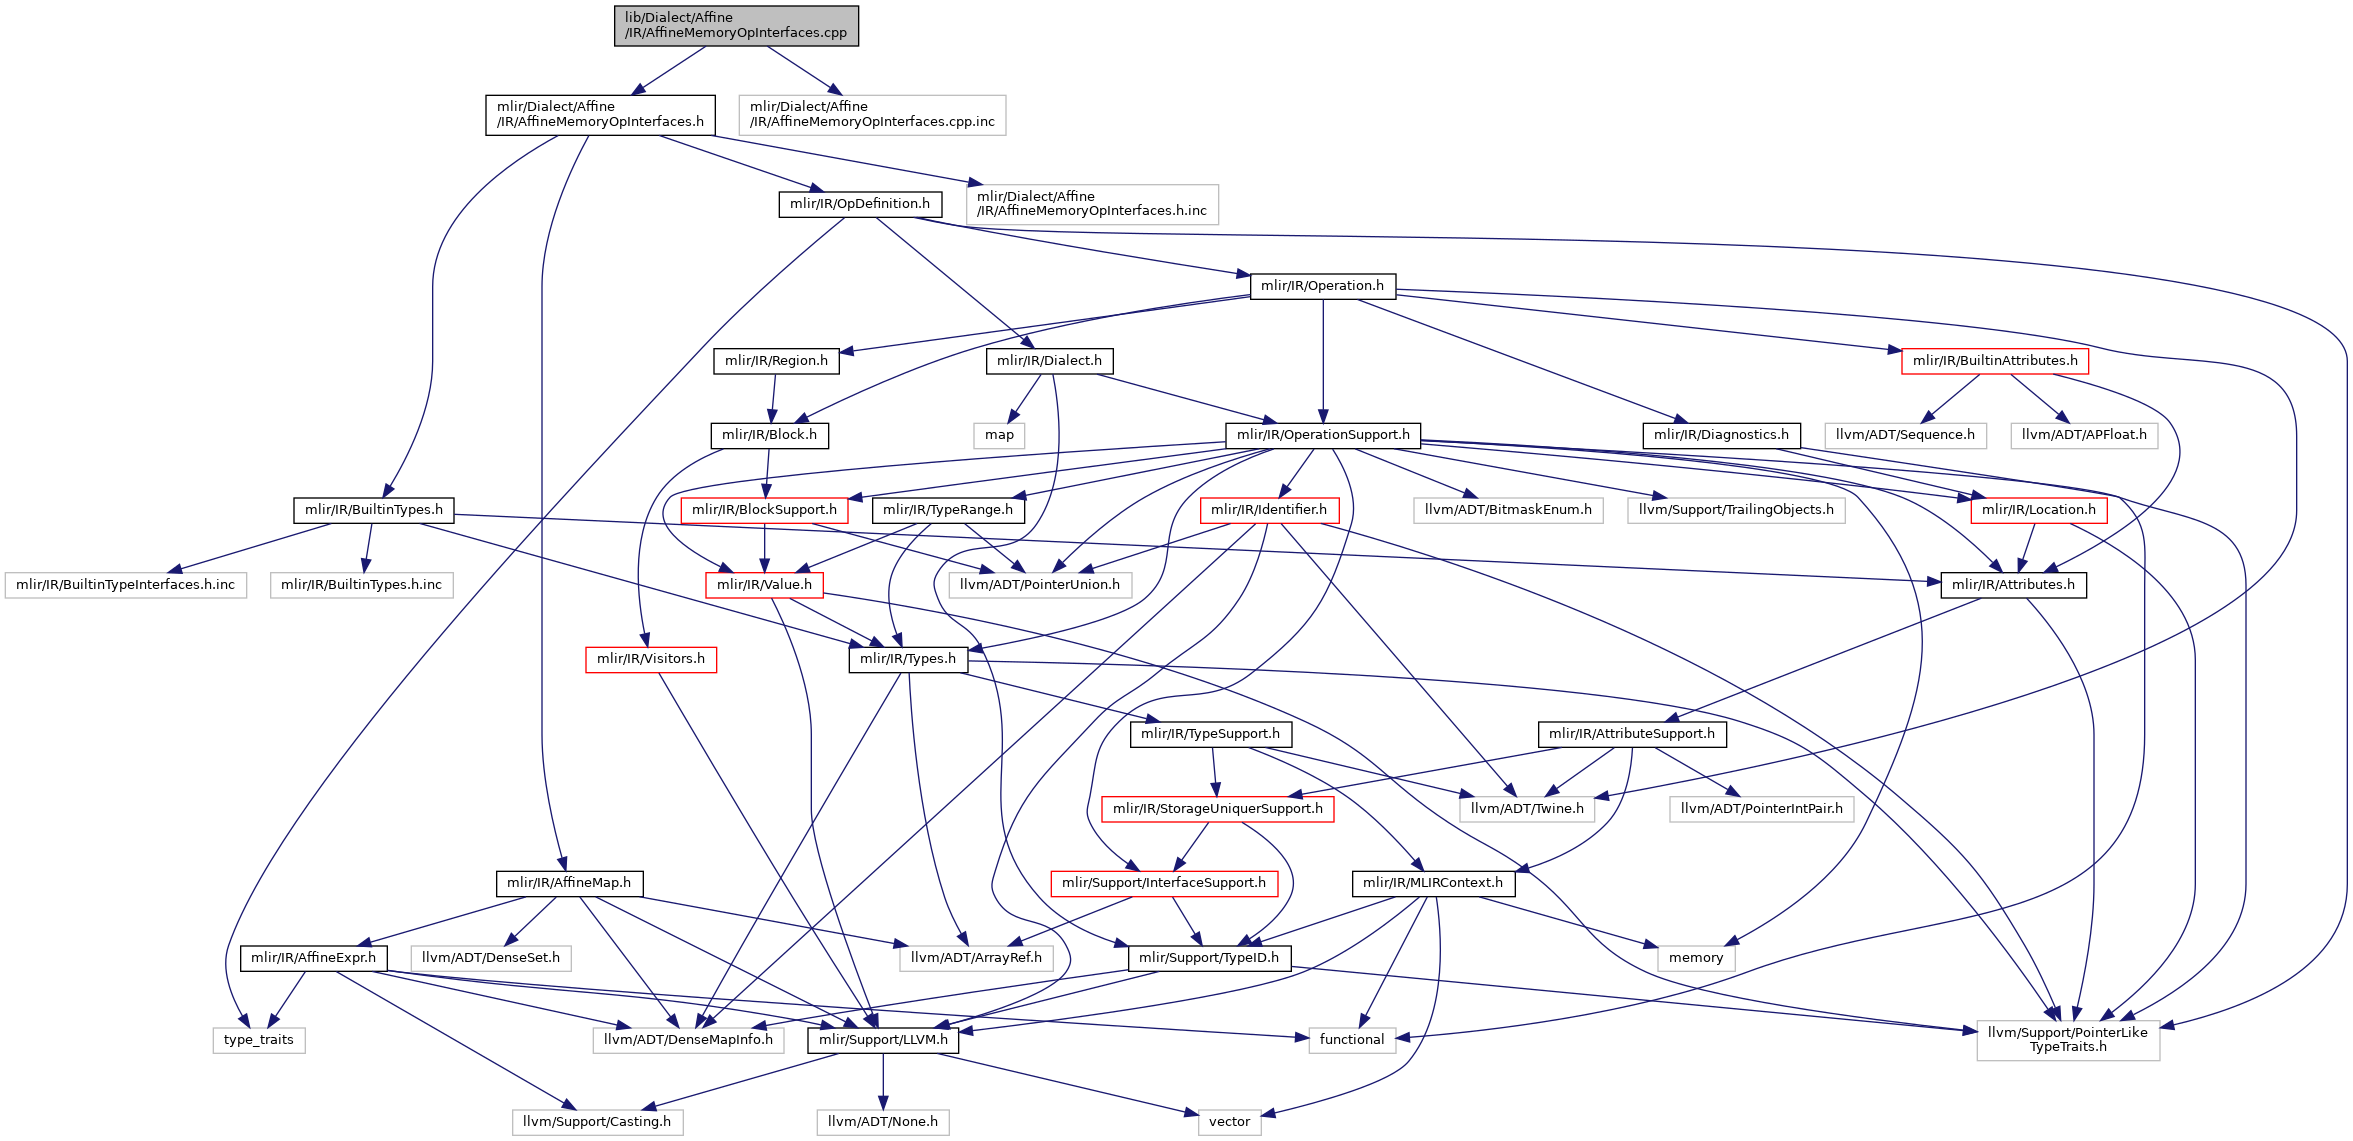 lib/Dialect/Affine
/IR/AffineMemoryOpInterfaces.cpp
mlir/Dialect/Affine
/IR/AffineMemoryOpInterfaces.h
mlir/Dialect/Affine
/IR/AffineMemoryOpInterfaces.cpp.inc
mlir/IR/OpDefinition.h
mlir/Dialect/Affine
/IR/AffineMemoryOpInterfaces.h.inc
mlir/IR/Operation.h
mlir/IR/Region.h
mlir/IR/Dialect.h
mlir/IR/BuiltinAttributes.h
mlir/IR/Block.h
map
mlir/IR/OperationSupport.h
mlir/IR/Diagnostics.h
llvm/ADT/Sequence.h
llvm/ADT/APFloat.h
mlir/IR/BuiltinTypes.h
mlir/IR/BlockSupport.h
mlir/IR/TypeRange.h
mlir/IR/Identifier.h
llvm/ADT/BitmaskEnum.h
llvm/Support/TrailingObjects.h
mlir/IR/Location.h
mlir/IR/BuiltinTypeInterfaces.h.inc
mlir/IR/BuiltinTypes.h.inc
mlir/IR/Value.h
llvm/ADT/PointerUnion.h
mlir/IR/Attributes.h
mlir/IR/Visitors.h
mlir/IR/Types.h
mlir/IR/TypeSupport.h
mlir/IR/AttributeSupport.h
mlir/IR/StorageUniquerSupport.h
llvm/ADT/Twine.h
llvm/ADT/PointerIntPair.h
mlir/IR/AffineMap.h
mlir/Support/InterfaceSupport.h
mlir/IR/MLIRContext.h
mlir/IR/AffineExpr.h
llvm/ADT/DenseSet.h
llvm/ADT/ArrayRef.h
mlir/Support/TypeID.h
memory
type_traits
llvm/ADT/DenseMapInfo.h
mlir/Support/LLVM.h
functional
llvm/Support/PointerLike
TypeTraits.h
llvm/Support/Casting.h
llvm/ADT/None.h
vector